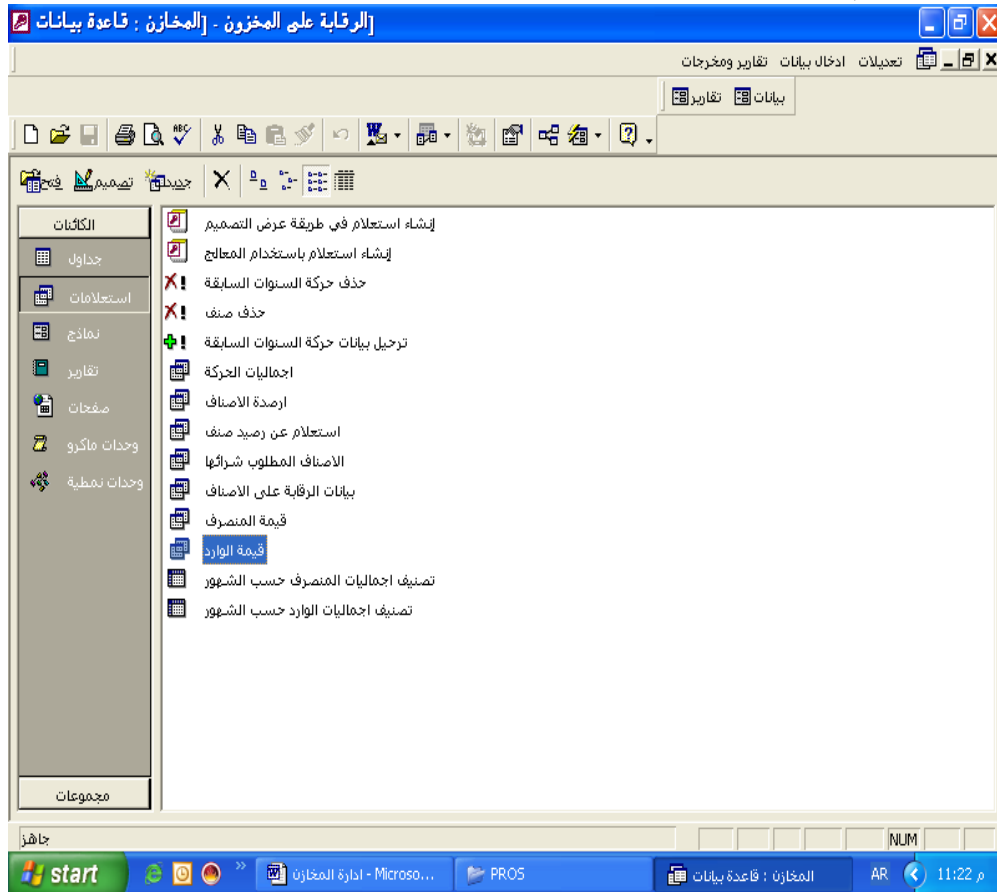 [الرقابة على المخزون - [المخازن : قاعدة بيانات
تعديلات ادخال بيانات تقارير ومخرجات
بيانات تقارير
فتح تصميم جديد
الكائنات
جداول
استعلامات
نماذج
تقارير
صفحات
وحدات ماكرو
وحدات نمطية
مجموعات
إنشاء استعلام في طريقة عرض التصميم
إنشاء استعلام باستخدام المعالج
حذف حركة السنوات السابقة
حذف صنف
ترحيل بيانات حركة السنوات السابقة
اجماليات الحركة
ارصدة الاصناف
استعلام عن رصيد صنف
الاصناف المطلوب شرائها
بيانات الرقابة على الاصناف
قيمة المنصرف
قيمة الوارد
تصنيف اجماليات المنصرف حسب الشهور
تصنيف اجماليات الوارد حسب الشهور
جاهز NUM
start ادارة المخازن - Microso... PROS المخازن : قاعدة بيانات AR 11:22 م